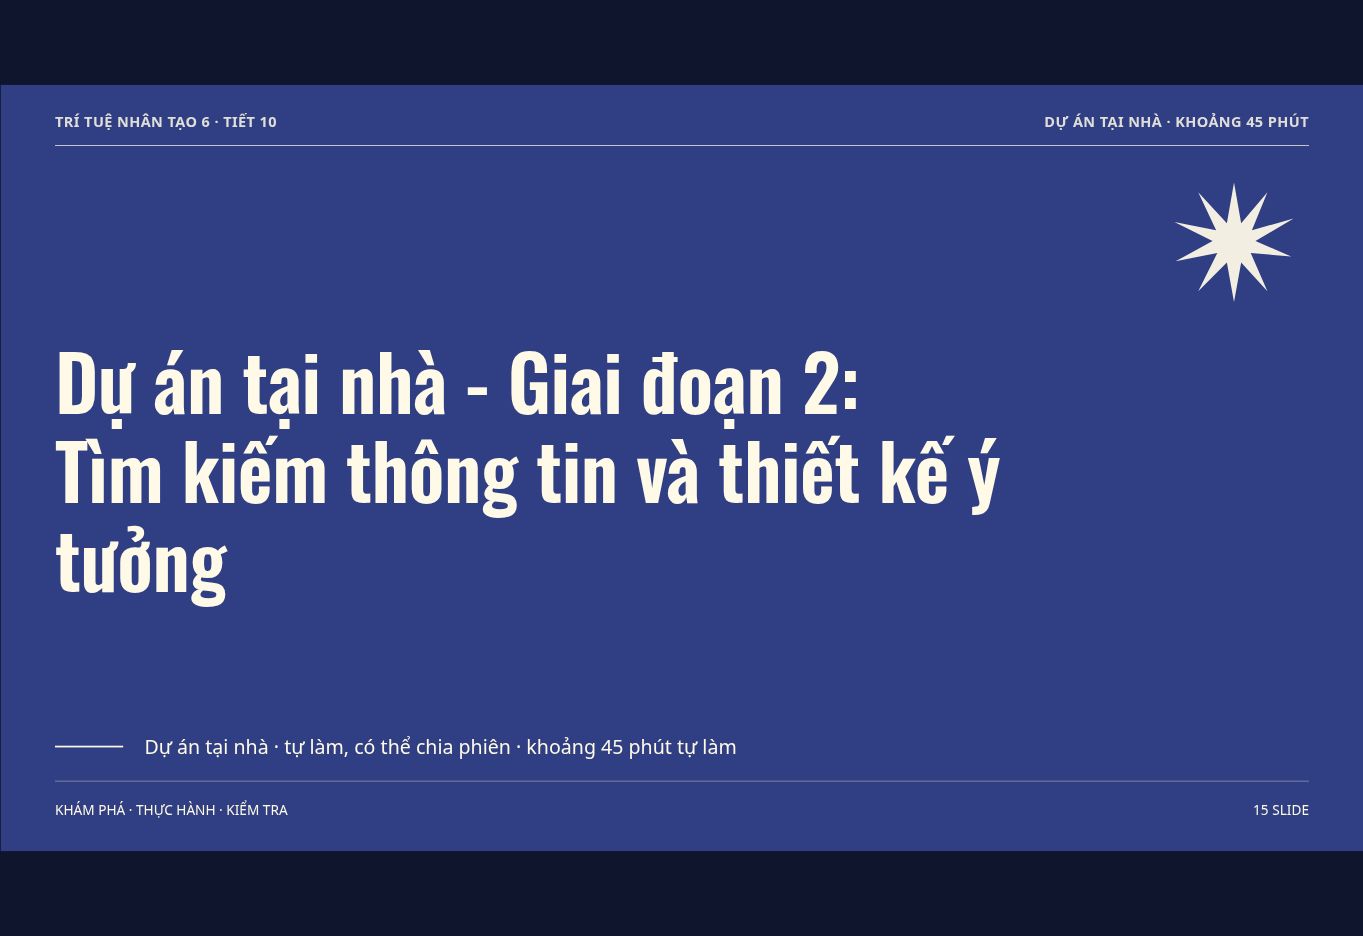 TRÍ TUỆ NHÂN TẠO 6 · TIẾT 10
DỰ ÁN TẠI NHÀ · KHOẢNG 45 PHÚT
Dự án tại nhà - Giai đoạn 2:
Tìm kiếm thông tin và thiết kế ý
tưởng
Dự án tại nhà · tự làm, có thể chia phiên · khoảng 45 phút tự làm
KHÁM PHÁ · THỰC HÀNH · KIỂM TRA
15 SLIDE